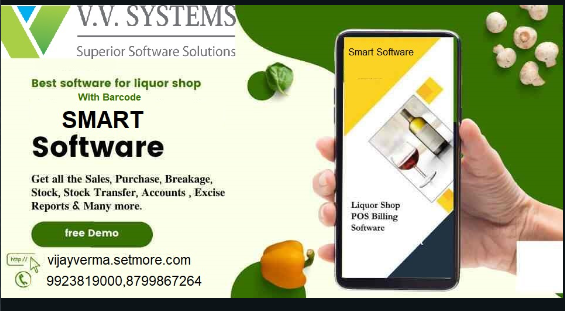 V.V. SYSTEMS
Superior Software Solutions
Best software for liquor shop
With Barcode
SMART
Software
Get all the Sales, Purchase, Breakage,
Stock, Stock Transfer, Accounts , Excise
Reports & Many more.
free Demo
http://
vijayverma.setmore.com
9923819000,8799867264
Smart Software
Liquor Shop
POS Billing
Software